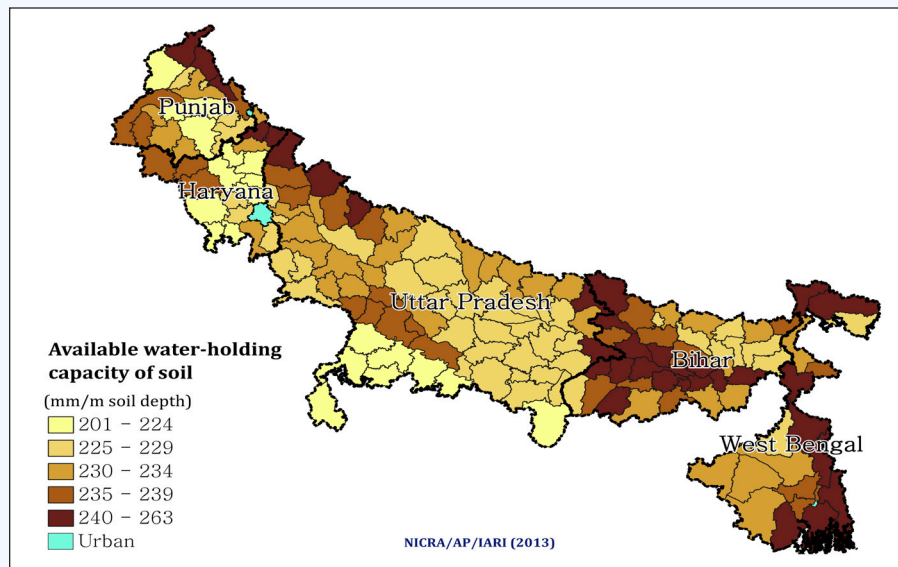 Punjab
Haryana
Uttar Pradesh
Bihar
West Bengal
Available water-holding
capacity of soil
(mm/m soil depth)
201 - 224
225 - 229
230 - 234
235 - 239
240 - 263
Urban
NICRA/AP/IARI (2013)